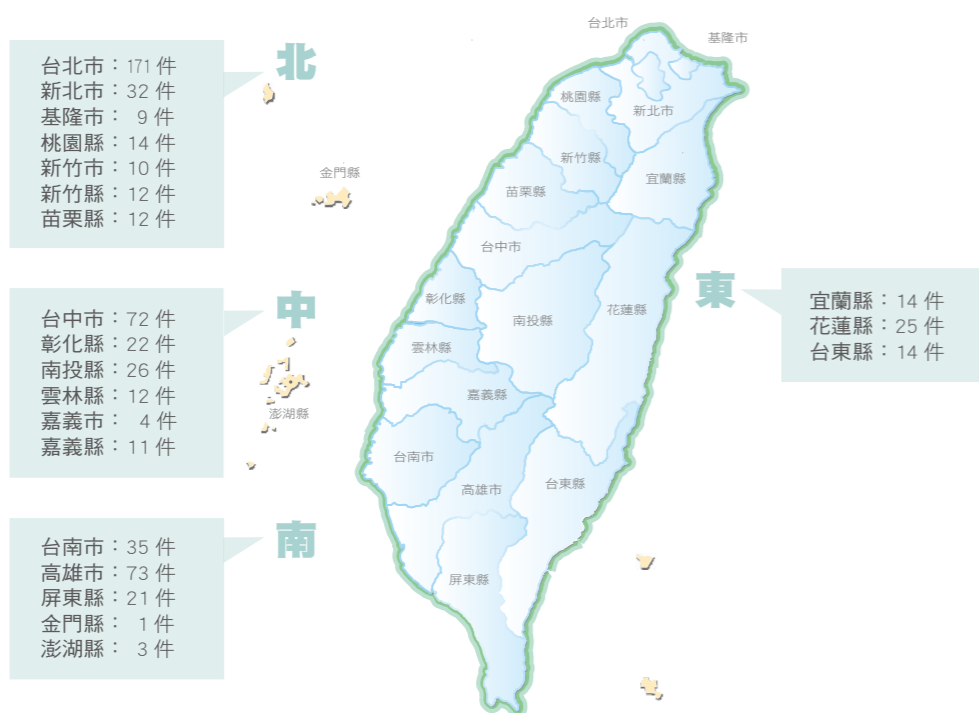 北
台北市：171 件
新北市：32 件
基隆市： 9 件
桃園縣：14 件
新竹市：10 件
新竹縣：12 件
苗栗縣：12 件
中
台中市：72 件
彰化縣：22 件
南投縣：26 件
雲林縣：12 件
嘉義市： 4 件
嘉義縣：11 件
南
台南市：35 件
高雄市：73 件
屏東縣：21 件
金門縣： 1 件
澎湖縣： 3 件
東
宜蘭縣：14 件
花蓮縣：25 件
台東縣：14 件
台北市
基隆市
桃園縣
新北市
新竹縣
金門縣
宜蘭縣
苗栗縣
台中市
彰化縣
花蓮縣
南投縣
雲林縣
嘉義縣
澎湖縣
台南市
高雄市
台東縣
屏東縣